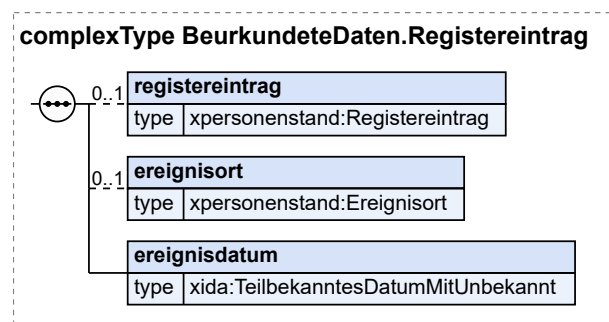 complexType BeurkundeteDaten.Registereintrag
0..1
registereintrag
type xpersonenstand:Registereintrag
0..1
ereignisort
type xpersonenstand:Ereignisort
ereignisdatum
type xida:TeilbekanntesDatumMitUnbekannt